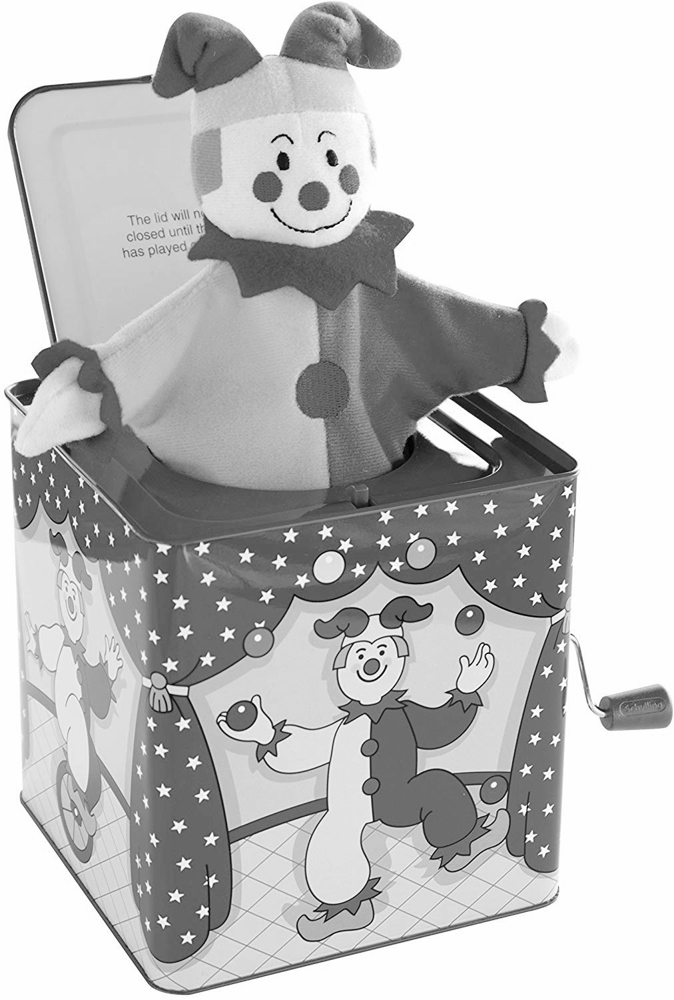 The lid will
closed until
has played
Schylling